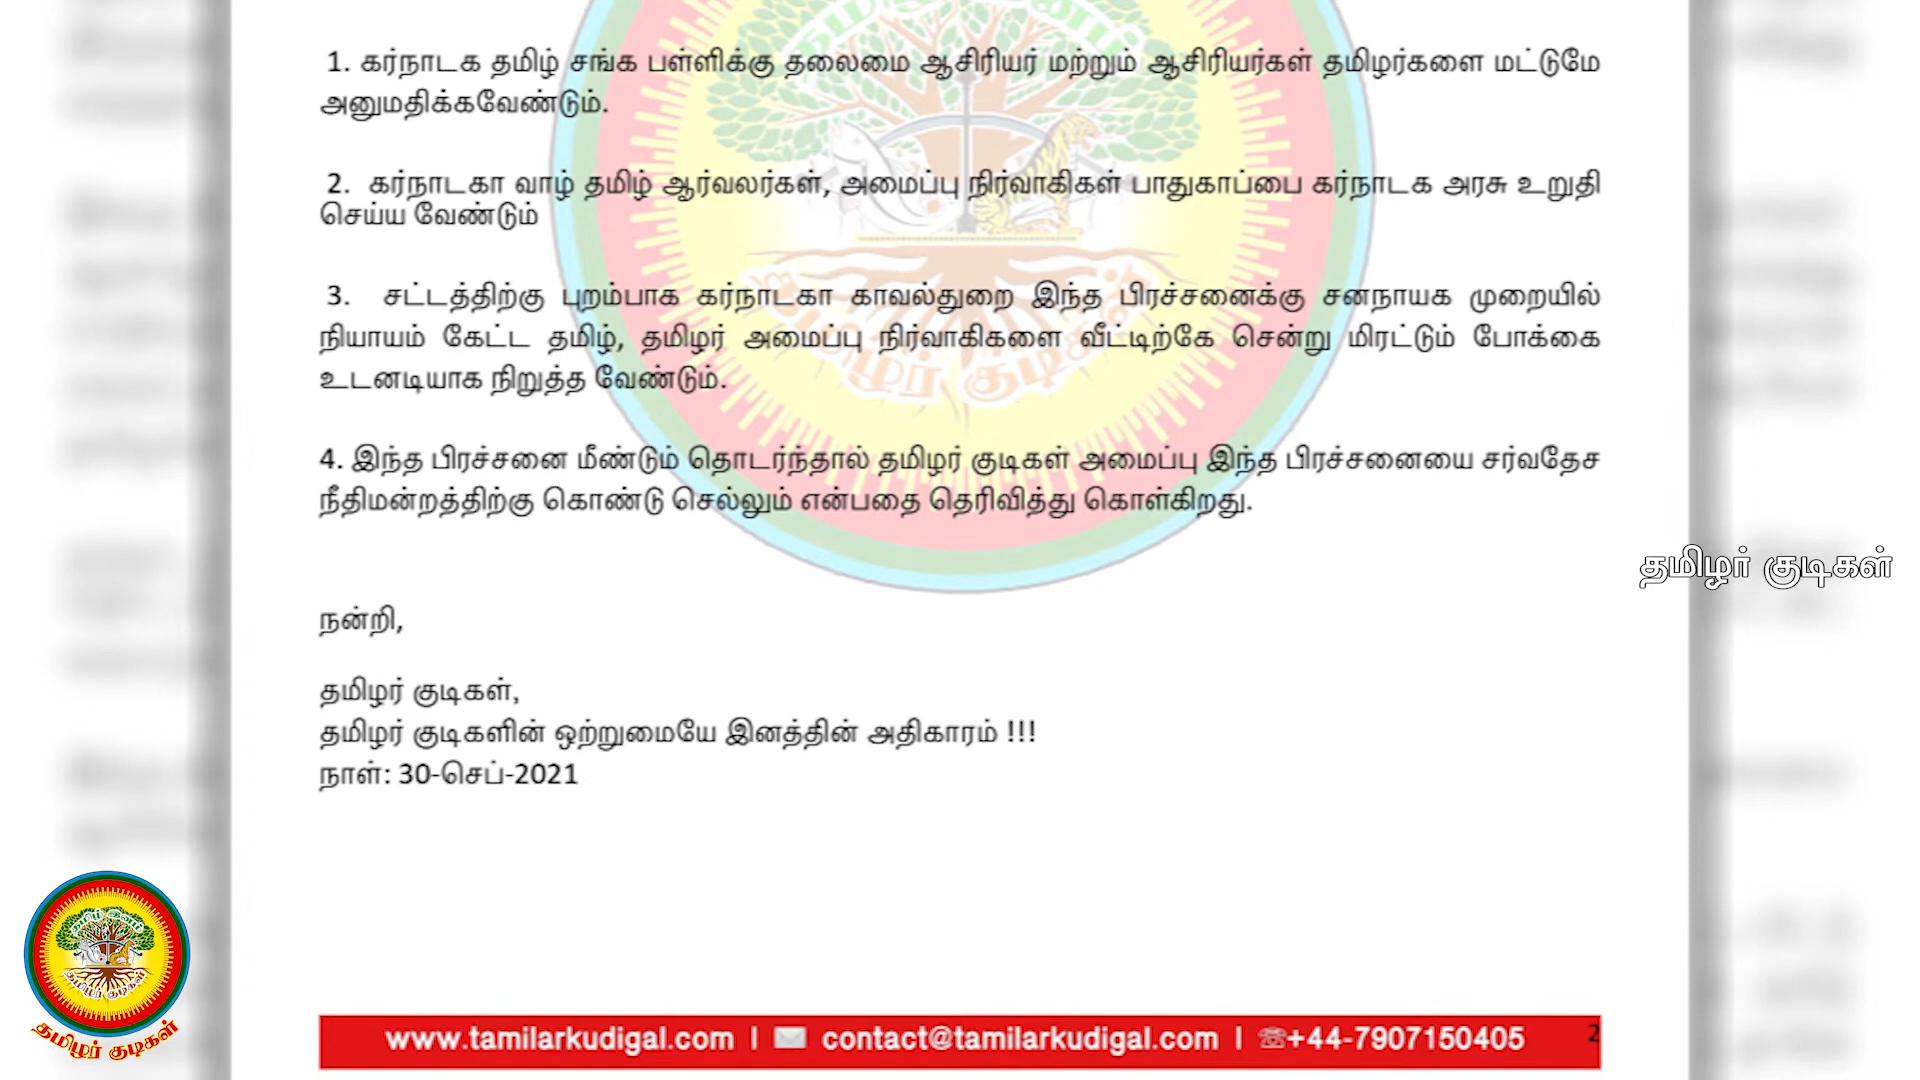 1. கர்நாடக தமிழ் சங்க பள்ளிக்கு தலைமை ஆசிரியர் மற்றும் ஆசிரியர்கள் தமிழர்களை மட்டுமே
அனுமதிக்கவேண்டும்.
2. கர்நாடகா வாழ் தமிழ் ஆர்வலர்கள், அமைப்பு நிர்வாகிகள் பாதுகாப்பை கர்நாடக அரசு உறுதி
செய்ய வேண்டும்
3. சட்டத்திற்கு புறம்பாக கர்நாடகா காவல்துறை இந்த பிரச்சனைக்கு சனநாயக முறையில்
நியாயம் கேட்ட தமிழ், தமிழர் அமைப்பு நிர்வாகிகளை வீட்டிற்கே சென்று மிரட்டும் போக்கை
உடனடியாக நிறுத்த வேண்டும்.
4. இந்த பிரச்சனை மீண்டும் தொடர்ந்தால் தமிழர் குடிகள் அமைப்பு இந்த பிரச்சனையை சர்வதேச
நீதிமன்றத்திற்கு கொண்டு செல்லும் என்பதை தெரிவித்து கொள்கிறது.
தமிழர் குடிகள்
நன்றி,
தமிழர் குடிகள்,
தமிழர் குடிகளின் ஒற்றுமையே இனத்தின் அதிகாரம் !!!
நாள்: 30-செப்-2021
தமிழ் இனம்
தமிழர் குடிகள்
தமிழர் குடிகள்
www.tamilarkudigal.com | contact@tamilarkudigal.com | ☏+44-7907150405 2